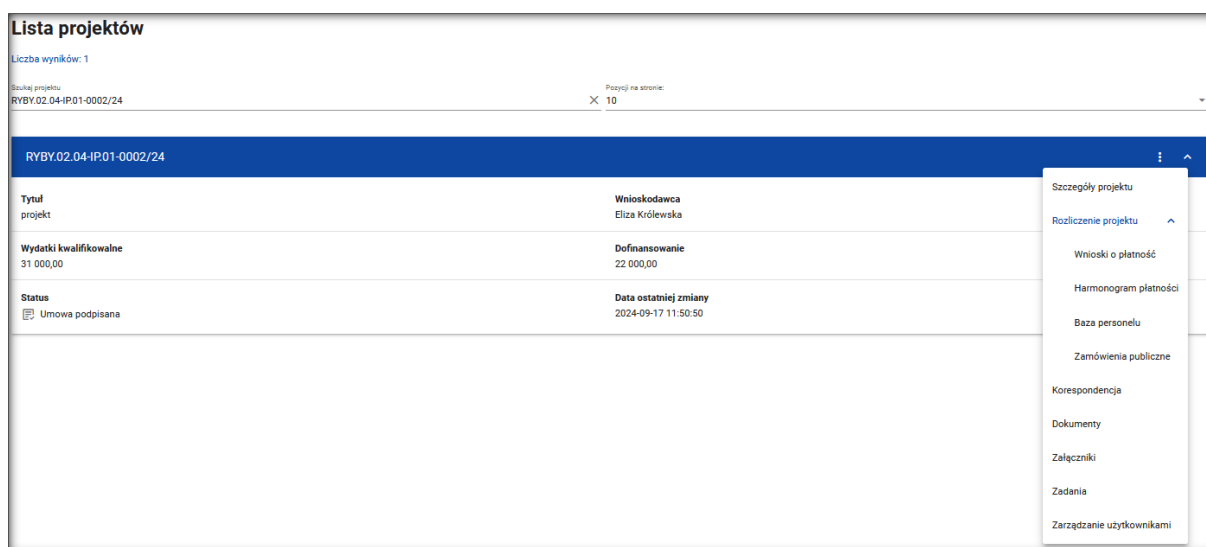 Lista projektów
Liczba wyników: 1
Szukaj projektu
RYBY.02.04-IP.01-0002/24
Pozycji na stronie:
10
RYBY.02.04-IP.01-0002/24
Tytuł
projekt
Wnioskodawca
Eliza Królewska
Wydatki kwalifikowalne
31 000,00
Dofinansowanie
22 000,00
Status
Umowa podpisana
Data ostatniej zmiany
2024-09-17 11:50:50
Szczegóły projektu
Rozliczenie projektu
Wnioski o płatność
Harmonogram płatności
Baza personelu
Zamówienia publiczne
Korespondencja
Dokumenty
Załączniki
Zadania
Zarządzanie użytkownikami